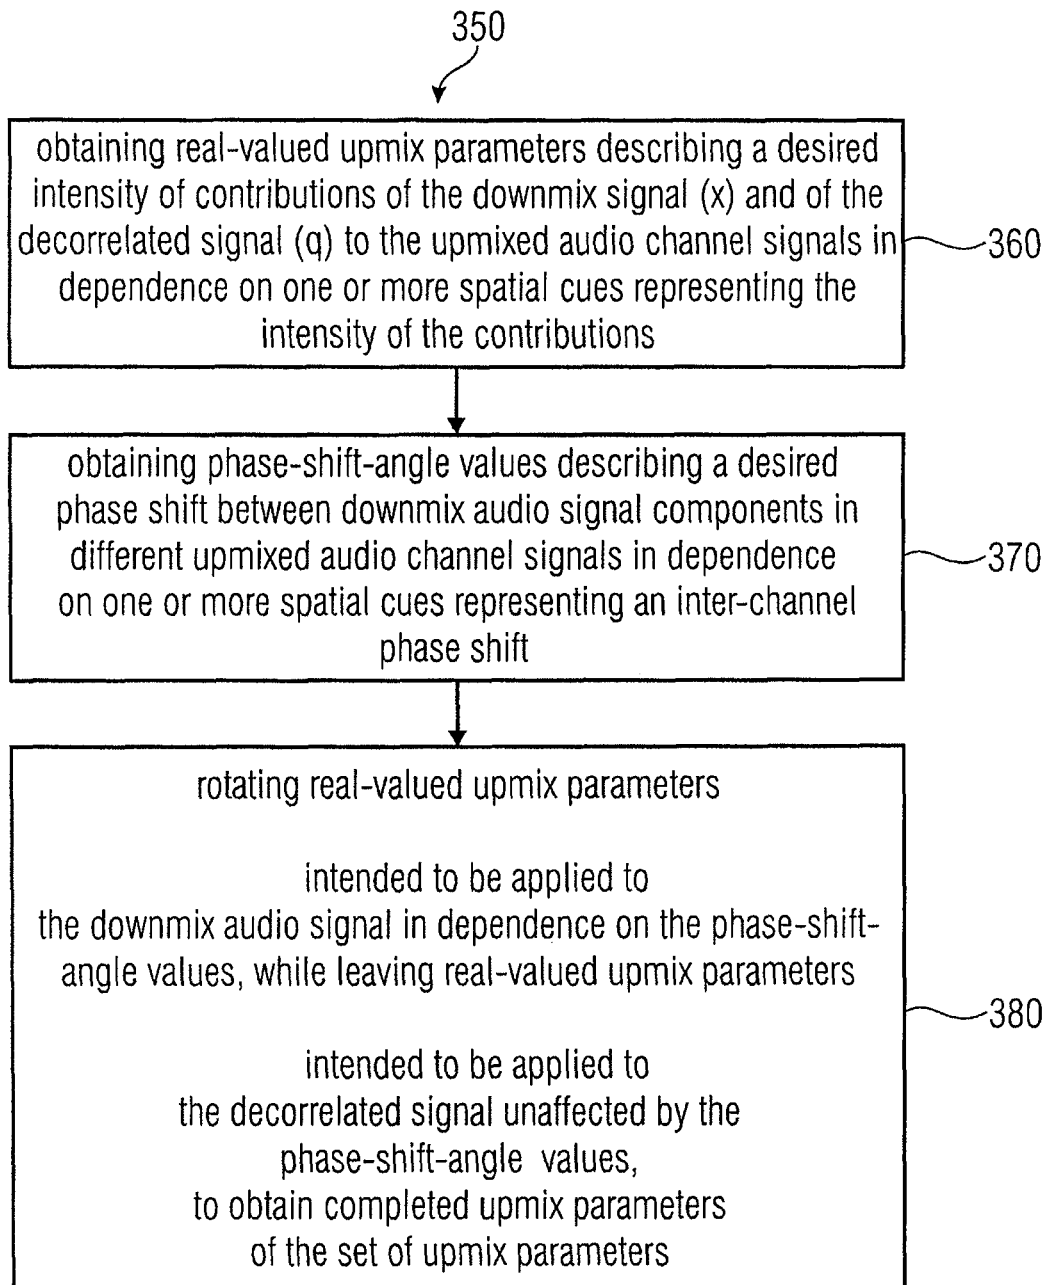 350
obtaining real-valued upmix parameters describing a desired
intensity of contributions of the downmix signal (x) and of the
decorrelated signal (q) to the upmixed audio channel signals in
dependence on one or more spatial cues representing the
intensity of the contributions
360
obtaining phase-shift-angle values describing a desired
phase shift between downmix audio signal components in
different upmixed audio channel signals in dependence
on one or more spatial cues representing an inter-channel
phase shift
370
rotating real-valued upmix parameters
intended to be applied to
the downmix audio signal in dependence on the phase-shift-
angle values, while leaving real-valued upmix parameters
380
intended to be applied to
the decorrelated signal unaffected by the
phase-shift-angle values,
to obtain completed upmix parameters
of the set of upmix parameters